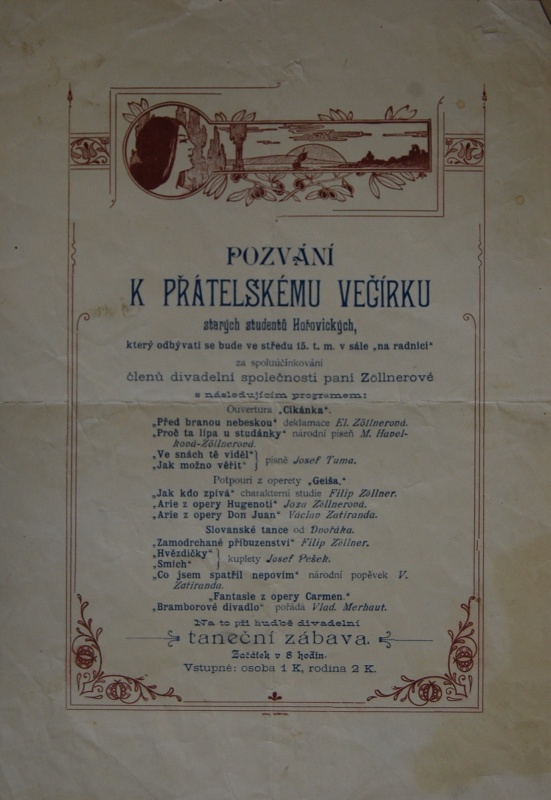 POZVÁNÍ
K PŘÁTELSKÉMU VEČÍRKU
starých studentů Hořovických,
který odbývati se bude ve středu 15. t. m. v sále „na radnici“
za spoluúčinkování
členů divadelní společnosti paní Zöllnerové
s následujícím programem:
Ouvertura „Cikánka“.
„Před branou nebeskou“ deklamace El. Zöllnerová.
„Proč ta lípa u studánky“ národní píseň M. Havel-
ková-Zöllnerová.
„Ve snách tě viděl“
„Jak možno věřit“ } písně Josef Tuma.
Potpourí z operety „Geiša.“
„Jak kdo zpívá“ charakterní studie Filip Zöllner.
„Arie z opery Hugenoti“ Joza Zöllnerová.
„Arie z opery Don Juan“ Václav Zatiranda.
Slovanské tance od Dvořáka.
„Zamodrchané příbuzenství“ Filip Zöllner.
„Hvězdičky“
„Smích“ } kuplety Josef Pešek.
„Co jsem spatřil nepovím“ národní popěvek V.
Zatiranda.
„Fantasie z opery Carmen.“
„Bramborové divadlo“ pořádá Vlad. Merhaut.
Na to při hudbě divadelní
taneční zábava.
Začátek v 8 hodin.
Vstupné: osoba 1 K, rodina 2 K.